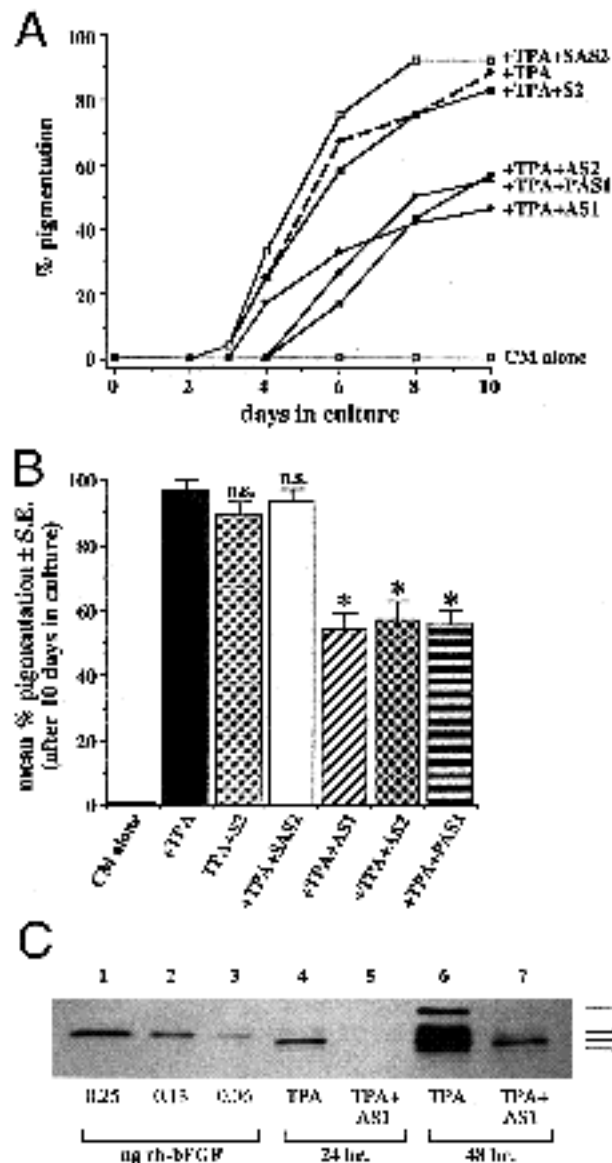 A
% pigmentation
100
80
60
40
20
0
0 2 4 6 8 10
days in culture
+TPA+SAS2
+TPA
+TPA+S2
+TPA+AS2
+TPA+PAS1
+TPA+AS1
CM alone
B
mean % pigmentation ± S.E.
(after 10 days in culture)
100
80
60
40
20
0
n.s.
n.s.
*
*
*
CM alone
+TPA
TPA+S2
+TPA+SAS2
+TPA+AS1
+TPA+AS2
+TPA+PAS1
C
1 2 3 4 5 6 7
0.25 0.13 0.06 TPA TPA+ TPA TPA+
AS1 AS1
ng rh-bFGF 24 hr. 48 hr.